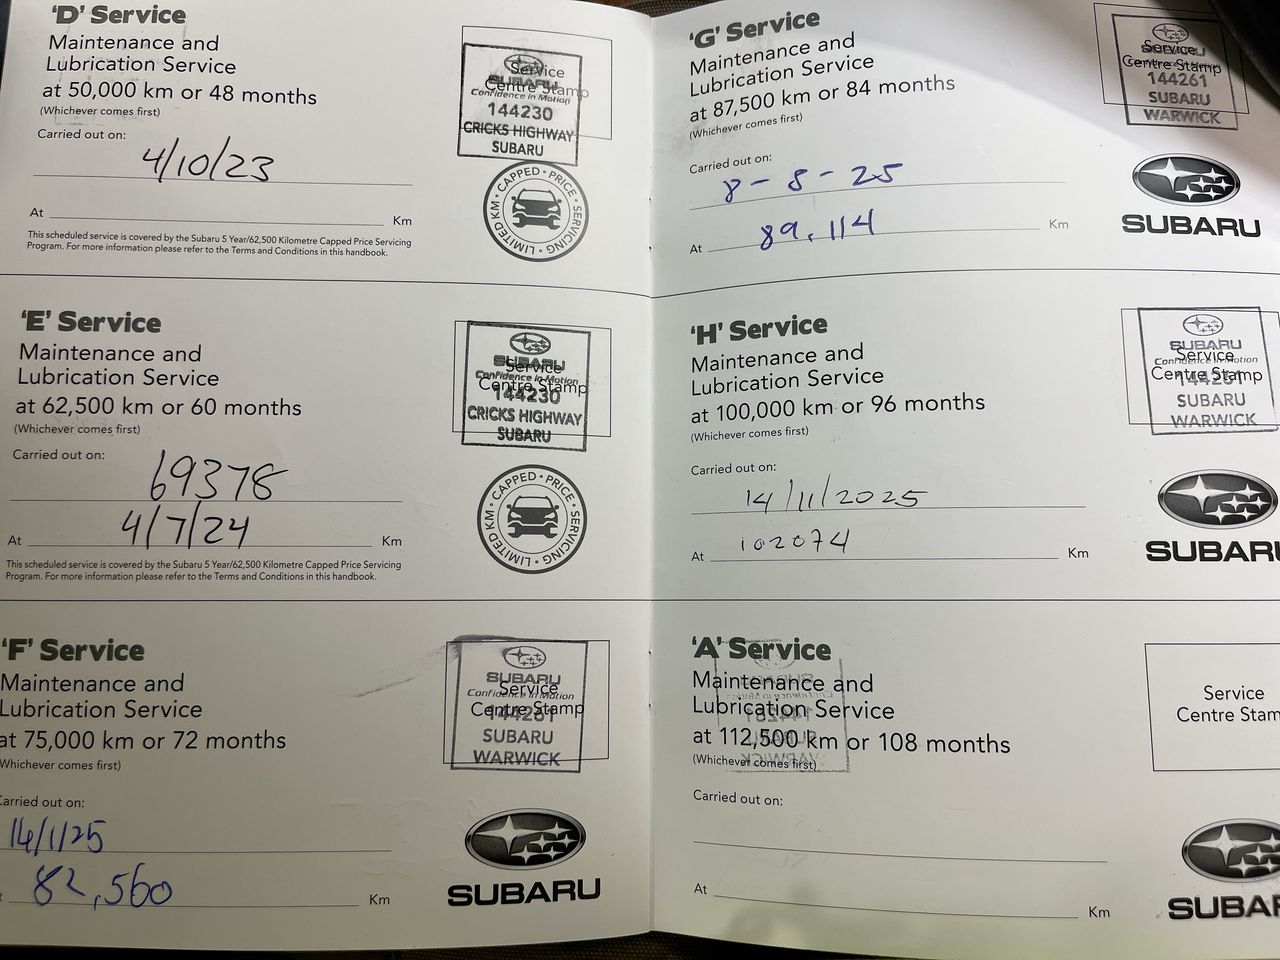 'D' Service
Maintenance and
Lubrication Service
at 50,000 km or 48 months
(Whichever comes first)
Carried out on:
4/10/23
At Km
This scheduled service is covered by the Subaru 5 Year/62,500 Kilometre Capped Price Servicing
Program. For more information please refer to the Terms and Conditions in this handbook.
Service
Centre Stamp
SUBARU
Confidence in Motion
144230
CRICKS HIGHWAY
SUBARU
CAPPED • PRICE • SERVICING • LIMITED KM •
'E' Service
Maintenance and
Lubrication Service
at 62,500 km or 60 months
(Whichever comes first)
Carried out on:
69378
At 4/7/24 Km
This scheduled service is covered by the Subaru 5 Year/62,500 Kilometre Capped Price Servicing
Program. For more information please refer to the Terms and Conditions in this handbook.
SUBARU
Service
Confidence in Motion
Centre Stamp
144230
CRICKS HIGHWAY
SUBARU
CAPPED • PRICE • SERVICING • LIMITED KM •
'F' Service
Maintenance and
Lubrication Service
at 75,000 km or 72 months
(Whichever comes first)
Carried out on:
14/1/25
82,560 Km
SUBARU
Service
Confidence in Motion
Centre Stamp
144261
SUBARU
WARWICK
SUBARU
'G' Service
Maintenance and
Lubrication Service
at 87,500 km or 84 months
(Whichever comes first)
Carried out on:
8-8-25
At 89,114 Km
SUBARU
Service
Centre Stamp
144261
SUBARU
WARWICK
SUBARU
'H' Service
Maintenance and
Lubrication Service
at 100,000 km or 96 months
(Whichever comes first)
Carried out on:
14/11/2025
At 102074 Km
SUBARU
Confidence in Motion
Service
Centre Stamp
144261
SUBARU
WARWICK
SUBARU
'A' Service
Maintenance and
Lubrication Service
at 112,500 km or 108 months
(Whichever comes first)
Carried out on:
At Km
Service
Centre Stam
SUBAR